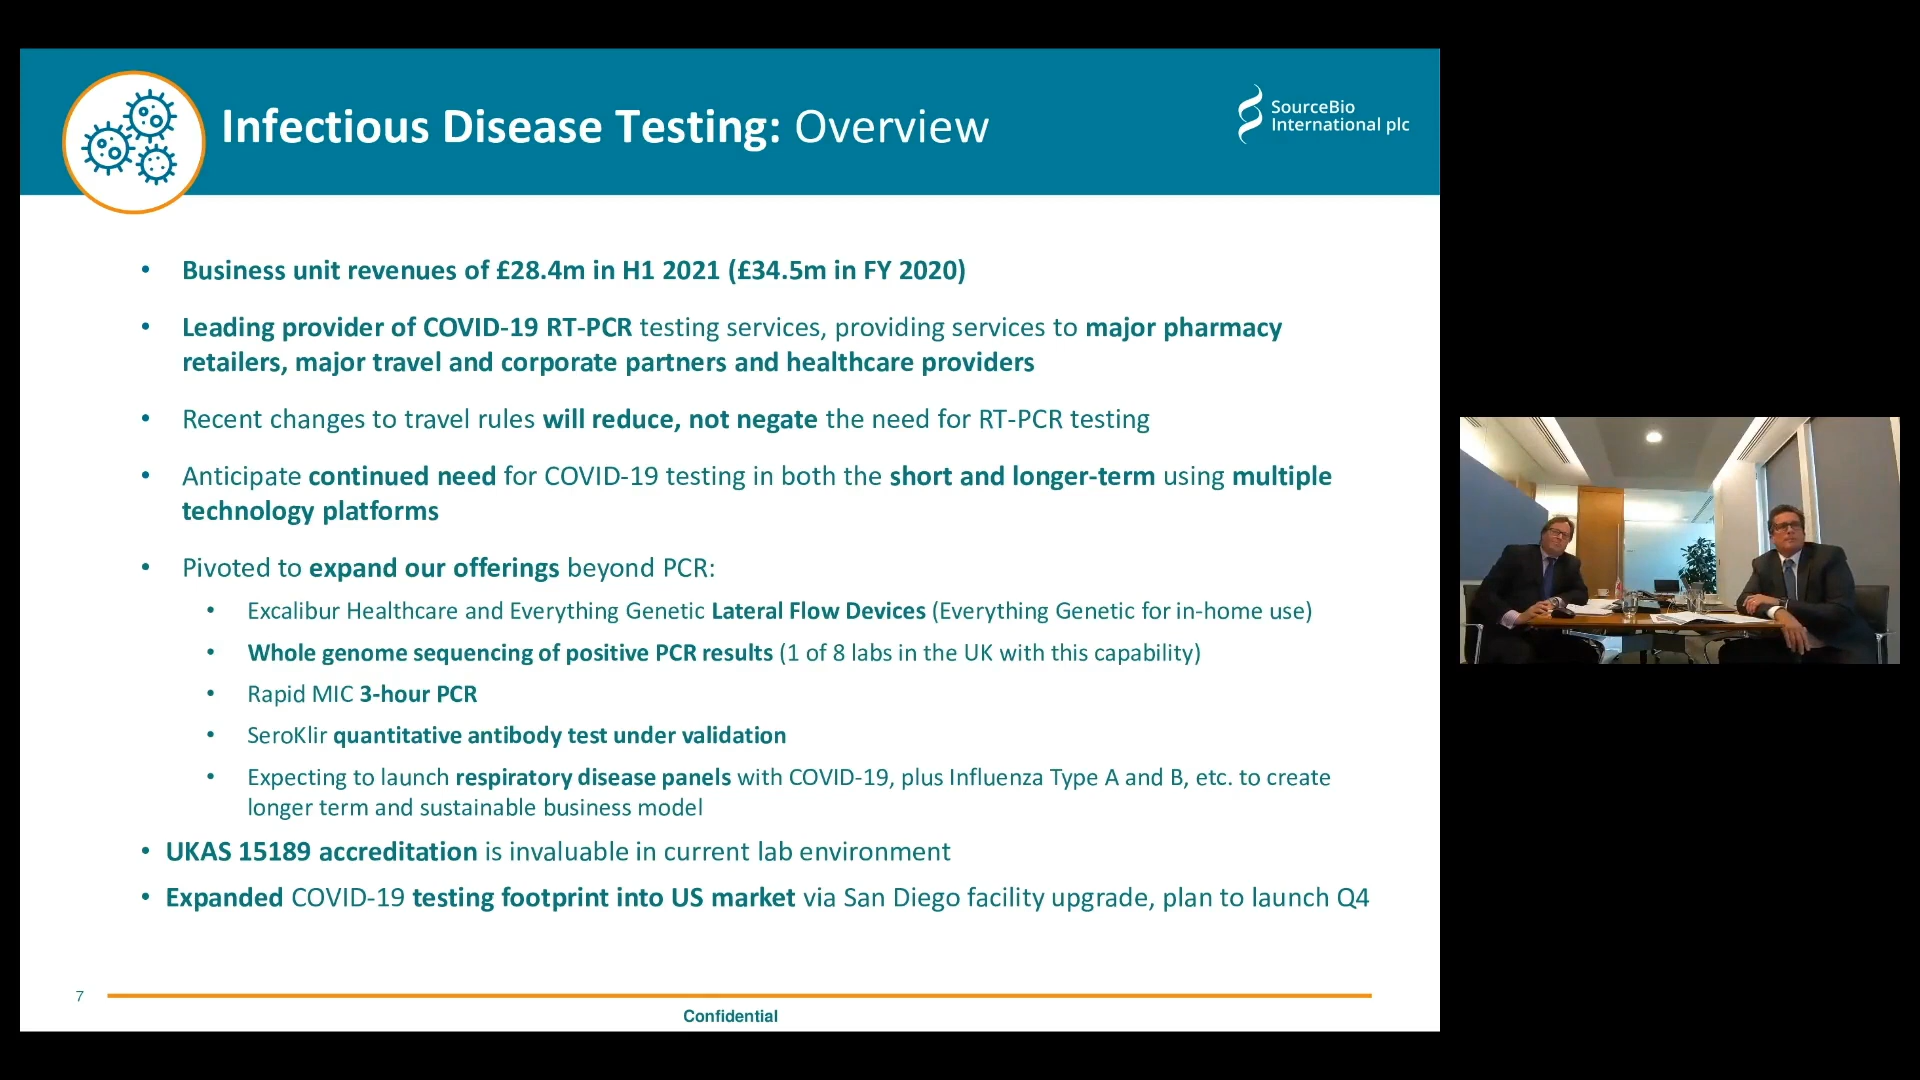 Infectious Disease Testing: Overview
SourceBio
International plc
• Business unit revenues of £28.4m in H1 2021 (£34.5m in FY 2020)
• Leading provider of COVID-19 RT-PCR testing services, providing services to major pharmacy
retailers, major travel and corporate partners and healthcare providers
• Recent changes to travel rules will reduce, not negate the need for RT-PCR testing
• Anticipate continued need for COVID-19 testing in both the short and longer-term using multiple
technology platforms
• Pivoted to expand our offerings beyond PCR:
• Excalibur Healthcare and Everything Genetic Lateral Flow Devices (Everything Genetic for in-home use)
• Whole genome sequencing of positive PCR results (1 of 8 labs in the UK with this capability)
• Rapid MIC 3-hour PCR
• SeroKlir quantitative antibody test under validation
• Expecting to launch respiratory disease panels with COVID-19, plus Influenza Type A and B, etc. to create
longer term and sustainable business model
• UKAS 15189 accreditation is invaluable in current lab environment
• Expanded COVID-19 testing footprint into US market via San Diego facility upgrade, plan to launch Q4
7
Confidential